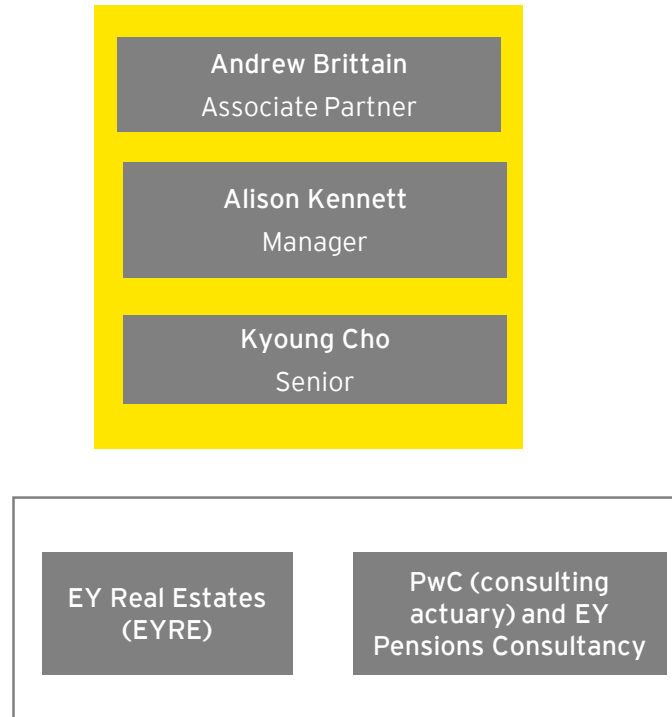 Andrew Brittain
Associate Partner
Alison Kennett
Manager
Kyoung Cho
Senior
EY Real Estates
(EYRE)
PwC (consulting
actuary) and EY
Pensions Consultancy